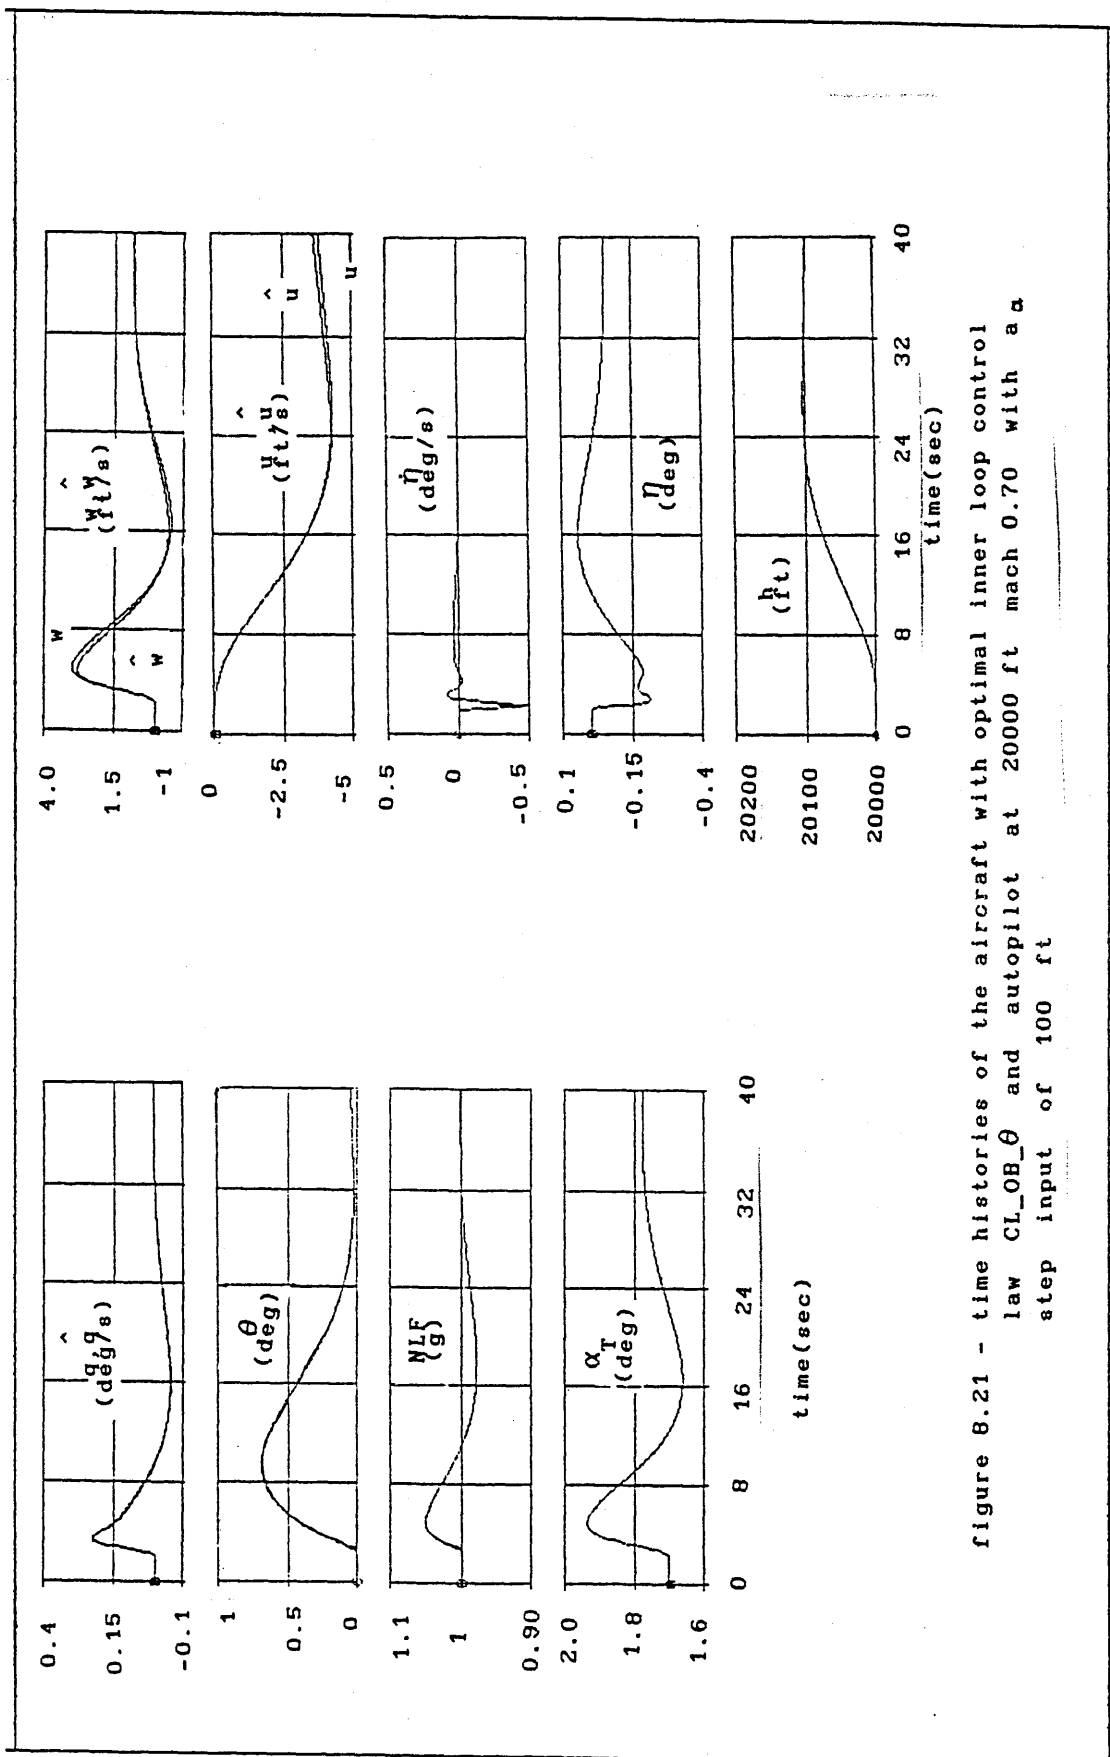 0.4
0.15
-0.1
^
q,q
(deg/s)
1
0.5
0
θ
(deg)
1.1
1
0.90
NLF
(g)
2.0
1.8
1.6
α T
(deg)
0 8 16 24 32 40
time(sec)
4.0
1.5
-1
^
w w
(ft/s)
w
^
w
0
-2.5
-5
^
u u
(ft/s)
^
u
u
0.5
0
-0.5
η̇
(deg/s)
0.1
-0.15
-0.4
η
(deg)
20200
20100
20000
h
(ft)
0 8 16 24 32 40
time(sec)
figure 8.21 - time histories of the aircraft with optimal inner loop control
law CL_OB_θ and autopilot at 20000 ft mach 0.70 with a α
step input of 100 ft